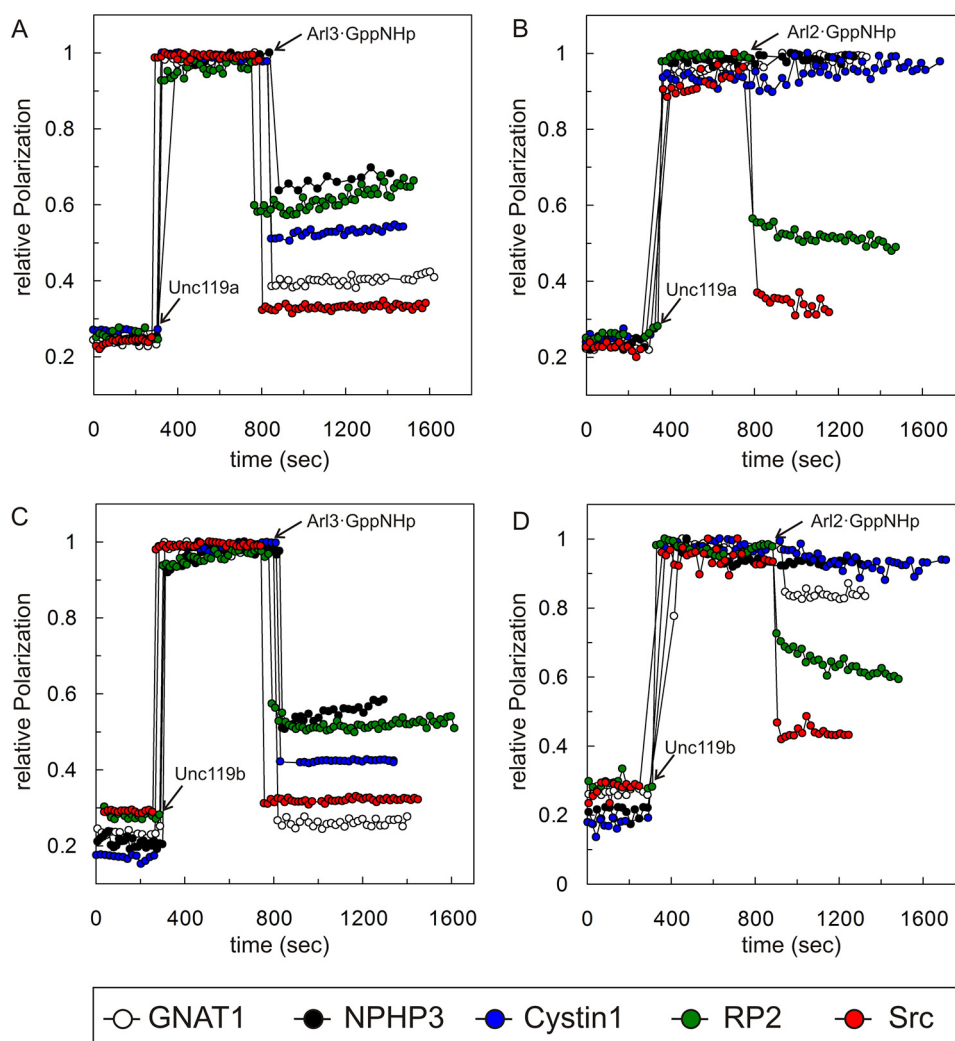 A
relative Polarization
1
0.8
0.6
0.4
0.2
Arl3·GppNHp
Unc119a
0 400 800 1200 1600
time (sec)
B
relative Polarization
1
0.8
0.6
0.4
0.2
Arl2·GppNHp
Unc119a
0 400 800 1200 1600
time (sec)
C
relative Polarization
1
0.8
0.6
0.4
0.2
Arl3·GppNHp
Unc119b
0 400 800 1200 1600
time (sec)
D
relative Polarization
1
0.8
0.6
0.4
0.2
0
Arl2·GppNHp
Unc119b
0 400 800 1200 1600
time (sec)
GNAT1 NPHP3 Cystin1 RP2 Src